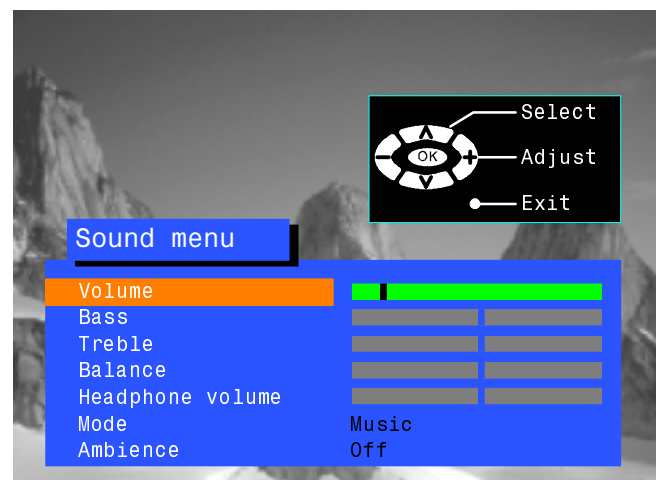 Select
OK
Adjust
Exit
Sound menu
Volume
Bass
Treble
Balance
Headphone volume
Mode Music
Ambience Off